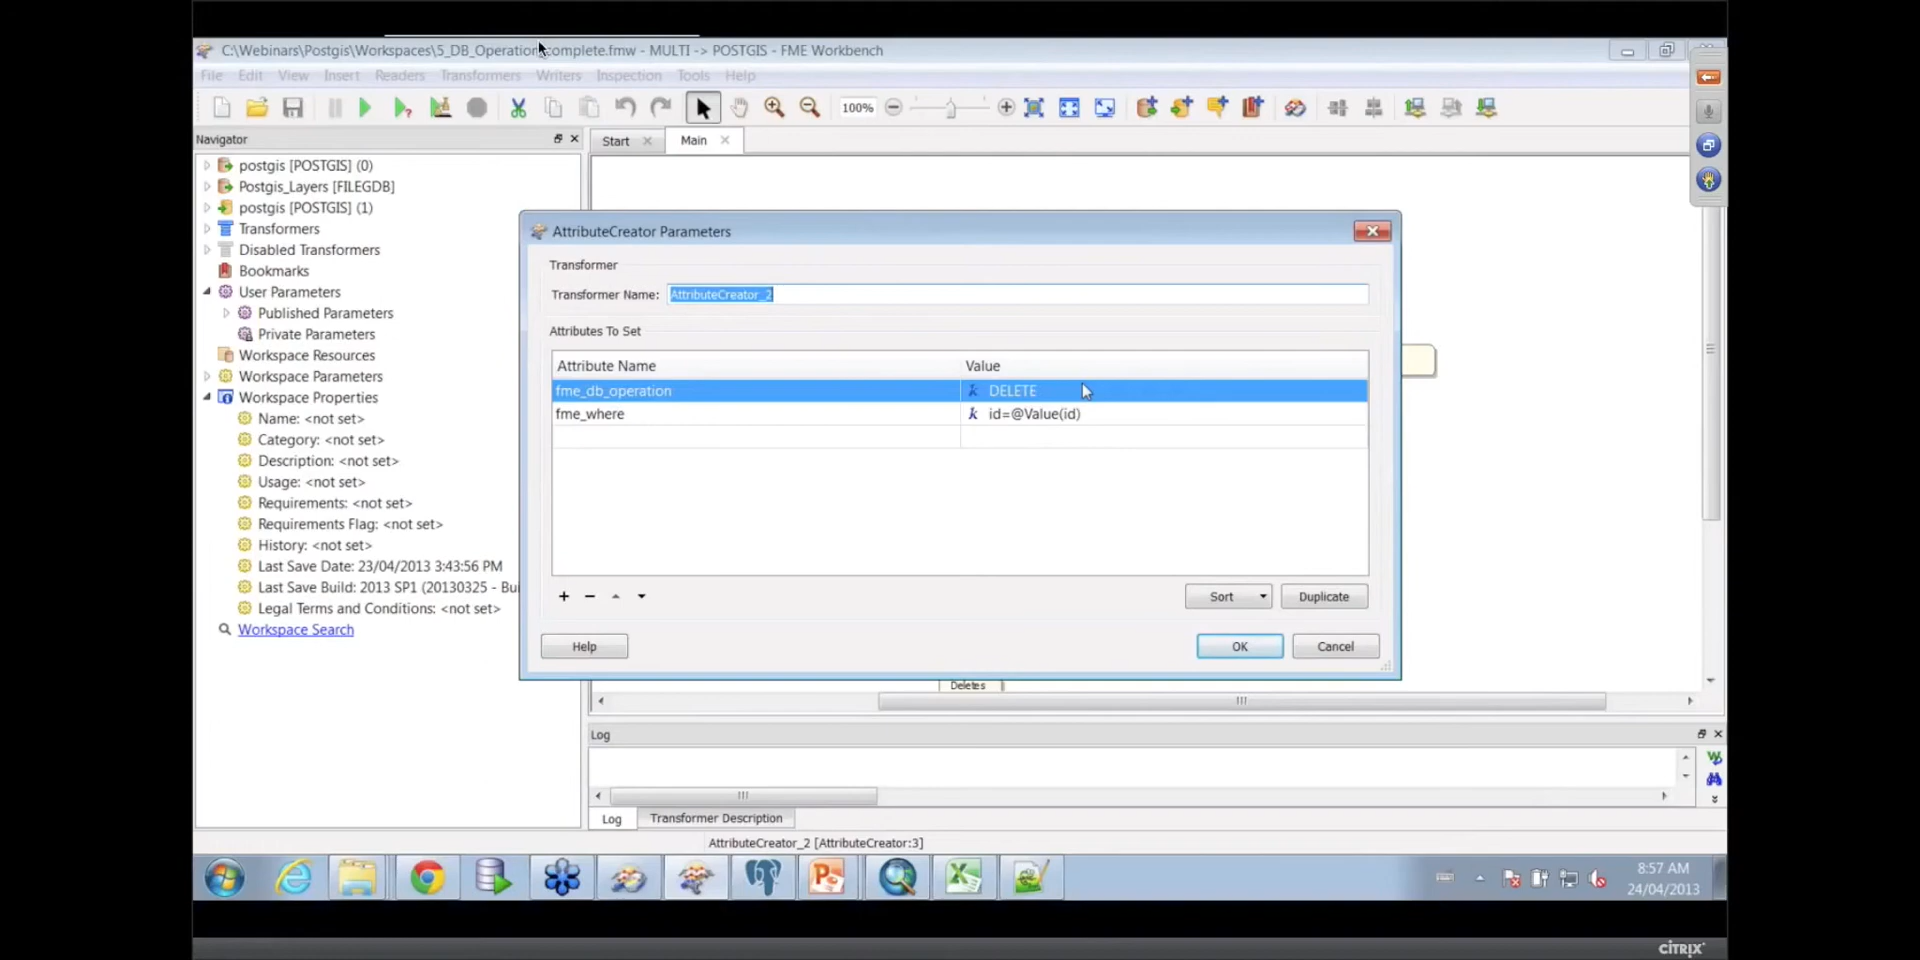 C:\Webinars\Postgis\Workspaces\5_DB_Operation complete.fmw - MULTI -> POSTGIS - FME Workbench
File Edit View Insert Readers Transformers Writers Inspection Tools Help
100%
Navigator
Start
Main
postgis [POSTGIS] (0)
Postgis_Layers [FILEGDB]
postgis [POSTGIS] (1)
Transformers
Disabled Transformers
Bookmarks
User Parameters
Published Parameters
Private Parameters
Workspace Resources
Workspace Parameters
Workspace Properties
Name: <not set>
Category: <not set>
Description: <not set>
Usage: <not set>
Requirements: <not set>
Requirements Flag: <not set>
History: <not set>
Last Save Date: 23/04/2013 3:43:56 PM
Last Save Build: 2013 SP1 (20130325 - Bu
Legal Terms and Conditions: <not set>
Workspace Search
AttributeCreator Parameters
Transformer
Transformer Name: AttributeCreator_2
Attributes To Set
Attribute Name Value
fme_db_operation DELETE
fme_where id=@Value(id)
Sort
Duplicate
Help
OK
Cancel
Deletes
Log
Log
Transformer Description
AttributeCreator_2 [AttributeCreator:3]
8:57 AM
24/04/2013
CITRIX